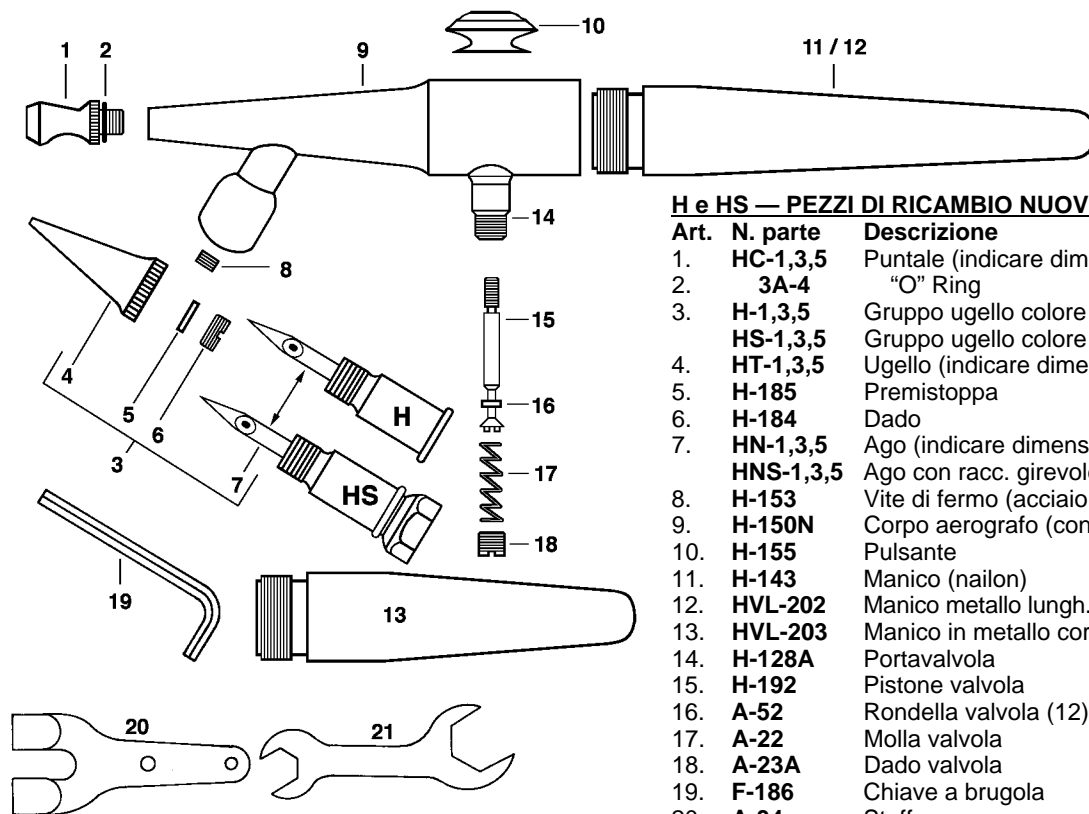 10
1
2
9
11 / 12
14
8
15
4
5
6
3
7
H
HS
16
17
18
19
13
20
21
H e HS — PEZZI DI RICAMBIO NUOV
Art. N. parte Descrizione
1. HC-1,3,5 Puntale (indicare dim
2. 3A-4 “O” Ring
3. H-1,3,5 Gruppo ugello colore
HS-1,3,5 Gruppo ugello colore
4. HT-1,3,5 Ugello (indicare dime
5. H-185 Premistoppa
6. H-184 Dado
7. HN-1,3,5 Ago (indicare dimens
HNS-1,3,5 Ago con racc. girevol
8. H-153 Vite di fermo (acciaio
9. H-150N Corpo aerografo (con
10. H-155 Pulsante
11. H-143 Manico (nailon)
12. HVL-202 Manico metallo lungh.
13. HVL-203 Manico in metallo cor
14. H-128A Portavalvola
15. H-192 Pistone valvola
16. A-52 Rondella valvola (12)
17. A-22 Molla valvola
18. A-23A Dado valvola
19. F-186 Chiave a brugola